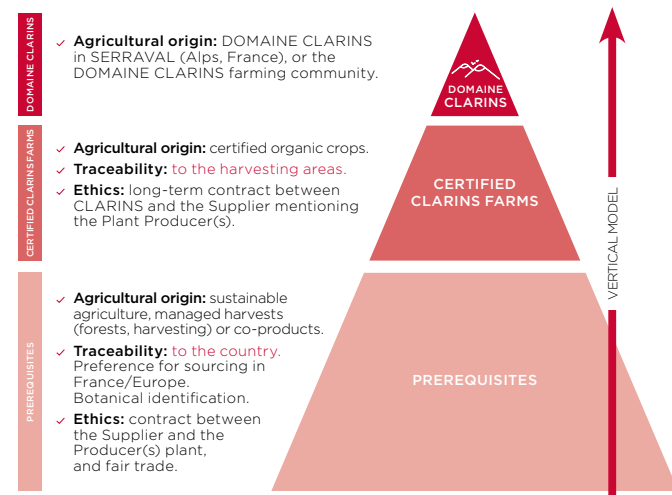 DOMAINE CLARINS
Agricultural origin: DOMAINE CLARINS
in SERRAVAL (Alps, France), or the
DOMAINE CLARINS farming community.
DOMAINE
CLARINS
CERTIFIED CLARINS FARMS
Agricultural origin: certified organic crops.
Traceability: to the harvesting areas.
Ethics: long-term contract between
CLARINS and the Supplier mentioning
the Plant Producer(s).
CERTIFIED
CLARINS FARMS
VERTICAL MODEL
PREREQUISITES
Agricultural origin: sustainable
agriculture, managed harvests
(forests, harvesting) or co-products.
Traceability: to the country.
Preference for sourcing in
France/Europe.
Botanical identification.
Ethics: contract between
the Supplier and the
Producer(s) plant,
and fair trade.
PREREQUISITES